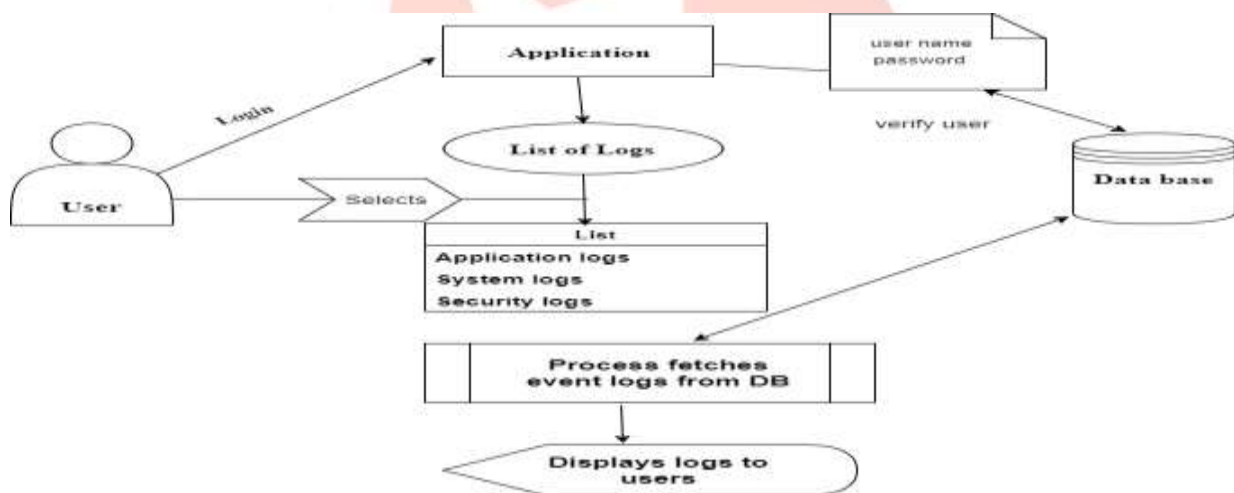 Application
user name
password
Login
verify user
List of Logs
Data base
User
Selects
List
Application logs
System logs
Security logs
Process fetches
event logs from DB
Displays logs to
users